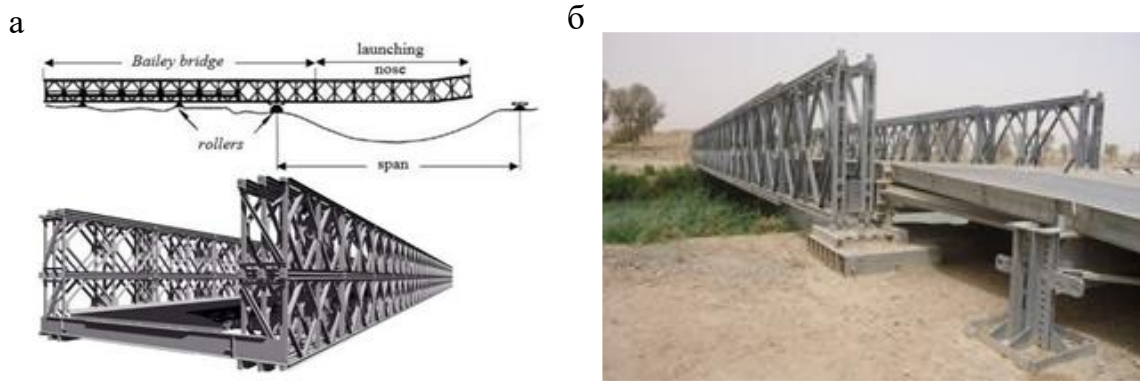 а
б
Bailey bridge
launching
nose
rollers
span